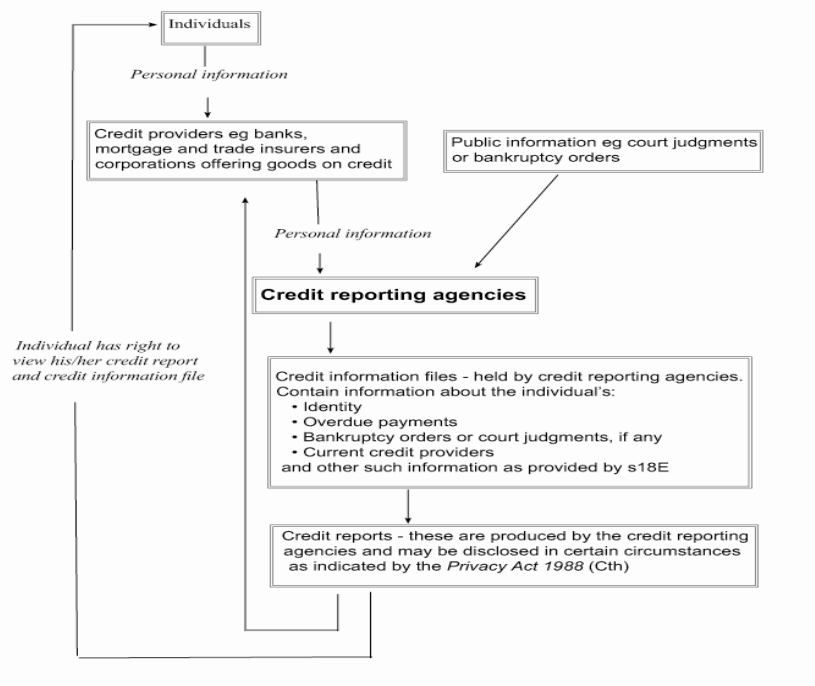 Individuals
Personal information
Credit providers eg banks,
mortgage and trade insurers and
corporations offering goods on credit
Public information eg court judgments
or bankruptcy orders
Personal information
Credit reporting agencies
Individual has right to
view his/her credit report
and credit information file
Credit information files - held by credit reporting agencies.
Contain information about the individual's:
• Identity
• Overdue payments
• Bankruptcy orders or court judgments, if any
• Current credit providers
and other such information as provided by s18E
Credit reports - these are produced by the credit reporting
agencies and may be disclosed in certain circumstances
as indicated by the Privacy Act 1988 (Cth)